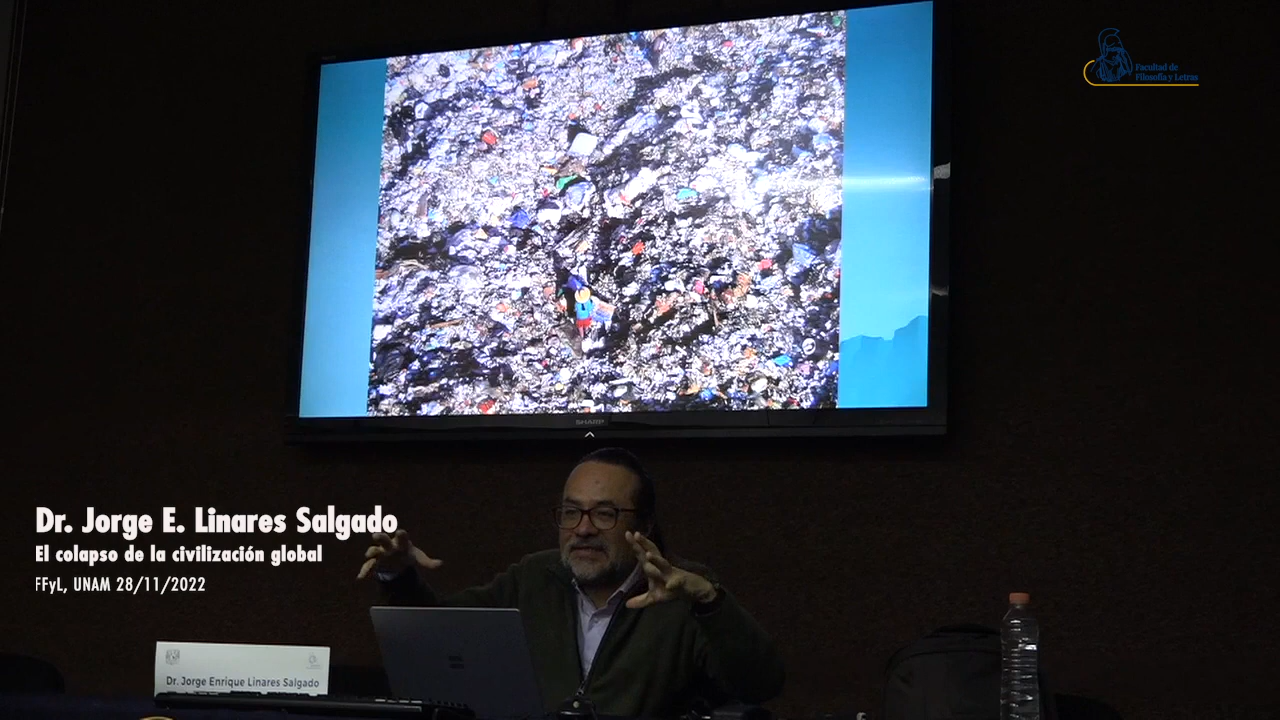 Facultad de
Filosofía y Letras
SHARP
Dr. Jorge E. Linares Salgado
El colapso de la civilización global
FFyL, UNAM 28/11/2022
Dr. Jorge Enrique Linares Salgado